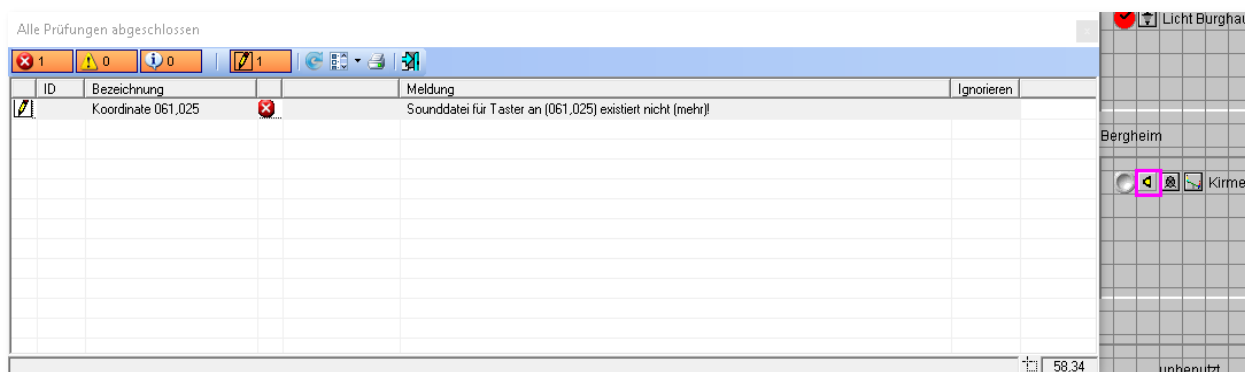 Alle Prüfungen abgeschlossen
Licht Burghau
1 0 0 1
ID Bezeichnung Meldung Ignorieren
Koordinate 061,025 Sounddatei für Taster an (061,025) existiert nicht (mehr)!
Bergheim
Kirme
58,34
unbenutzt